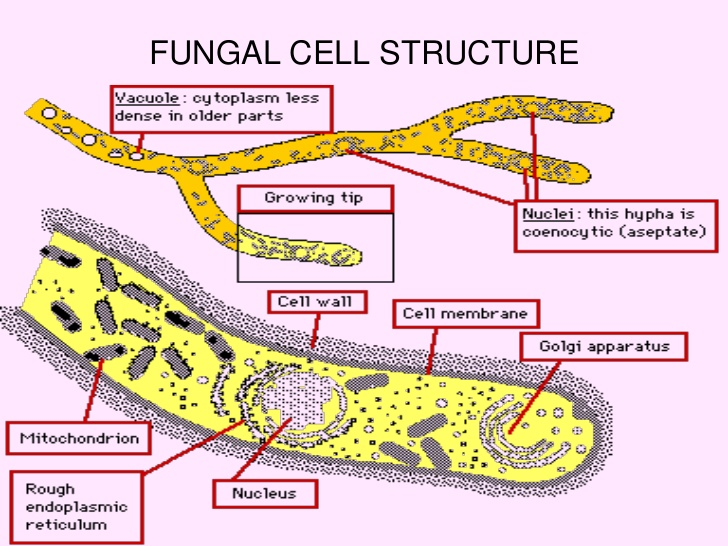 FUNGAL CELL STRUCTURE
Vacuole : cytoplasm less
dense in older parts
Growing tip
Nuclei : this hypha is
coenocytic (aseptate)
Cell wall
Cell membrane
Golgi apparatus
Mitochondrion
Rough
endoplasmic
reticulum
Nucleus